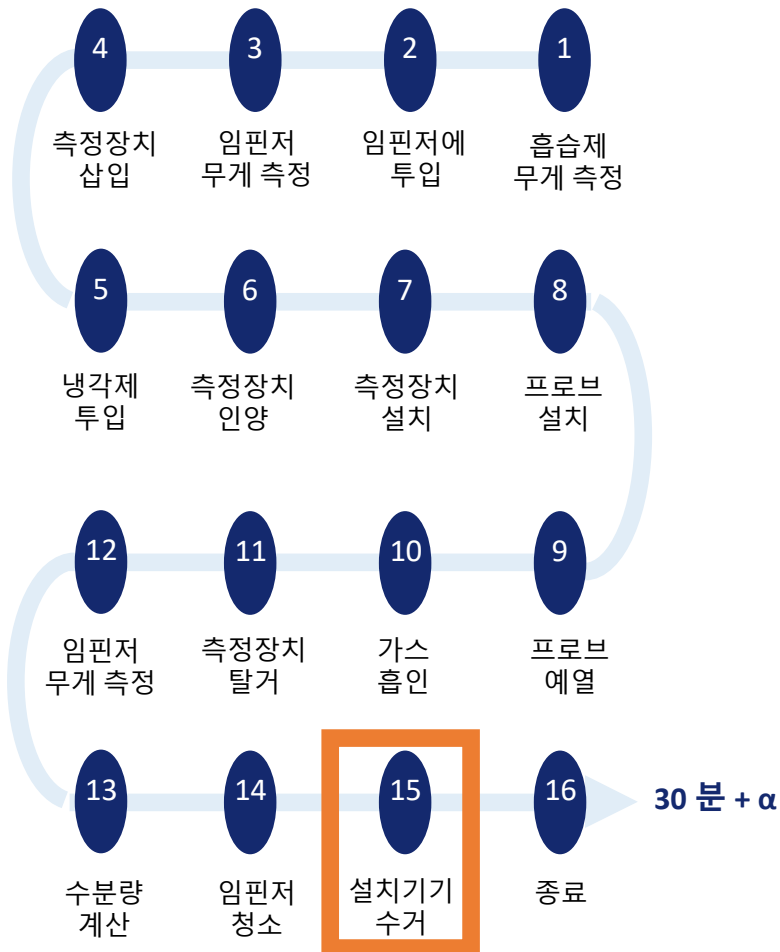 4 3 2 1
측정장치 임핀저 임핀저에 흡습제
삽입 무게 측정 투입 무게 측정
5 6 7 8
냉각제 측정장치 측정장치 프로브
투입 인양 설치 설치
12 11 10 9
임핀저 측정장치 가스 프로브
무게 측정 탈거 흡인 예열
13 14 15 16 30 분 + α
수분량 임핀저 설치기기 종료
계산 청소 수거